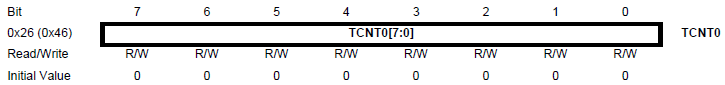 Bit 7 6 5 4 3 2 1 0
0x26 (0x46) TCNT0[7:0] TCNT0
Read/Write R/W R/W R/W R/W R/W R/W R/W R/W
Initial Value 0 0 0 0 0 0 0 0